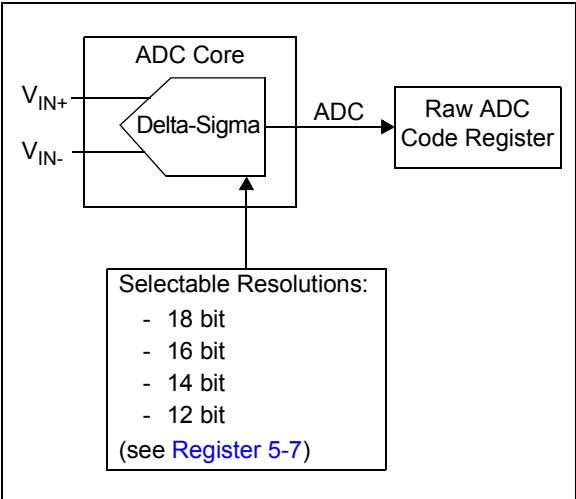 ADC Core
VIN+
VIN-
Delta-Sigma
ADC
Raw ADC
Code Register
Selectable Resolutions:
- 18 bit
- 16 bit
- 14 bit
- 12 bit
(see Register 5-7)